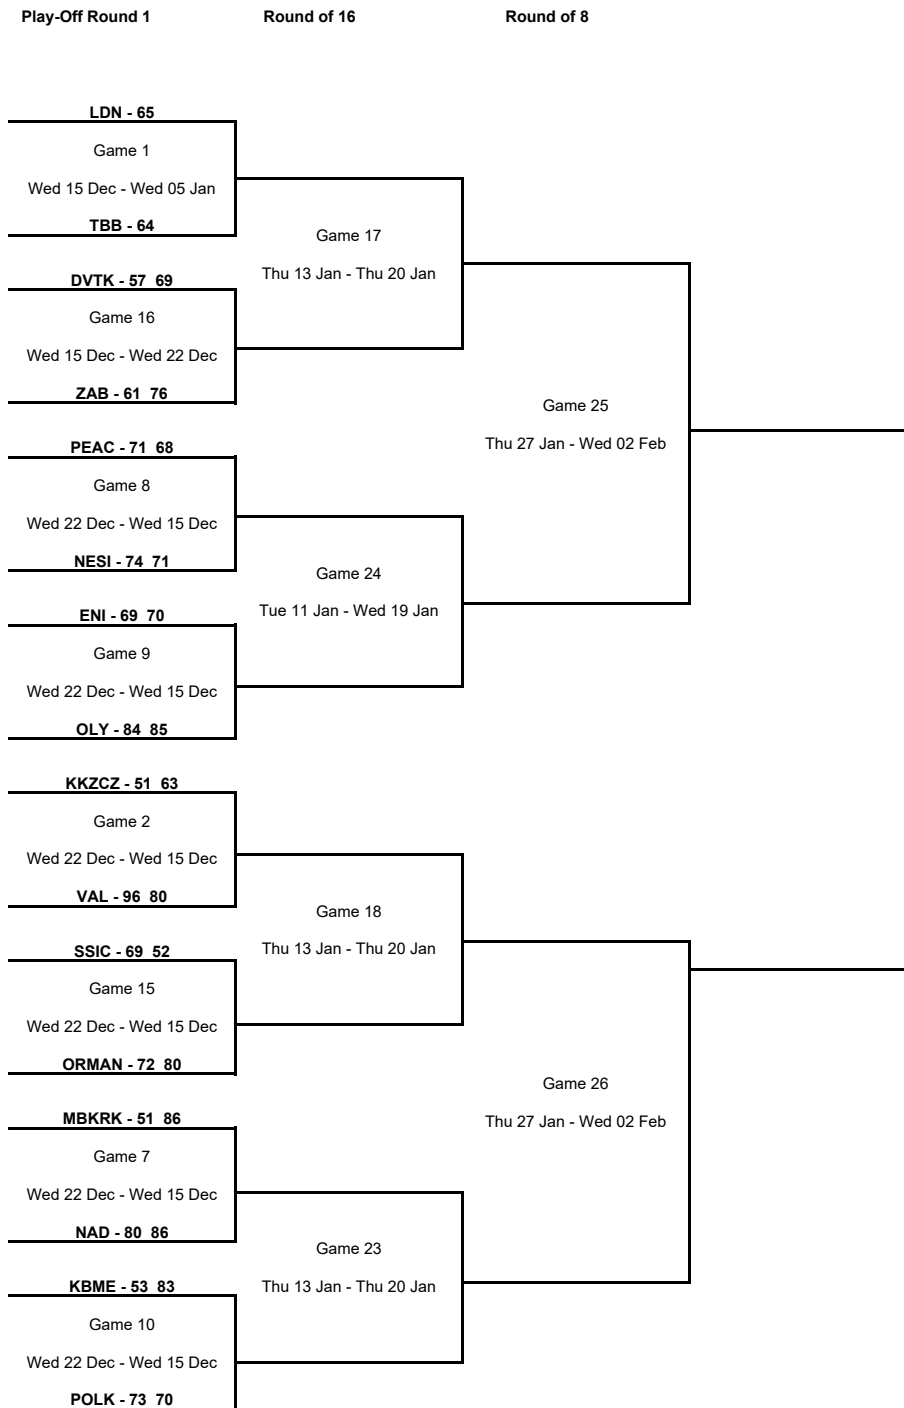 Play-Off Round 1 Round of 16 Round of 8
LDN - 65
Game 1
Wed 15 Dec - Wed 05 Jan
TBB - 64
Game 17
Thu 13 Jan - Thu 20 Jan
DVTK - 57 69
Game 16
Wed 15 Dec - Wed 22 Dec
ZAB - 61 76
Game 25
Thu 27 Jan - Wed 02 Feb
PEAC - 71 68
Game 8
Wed 22 Dec - Wed 15 Dec
NESI - 74 71
Game 24
Tue 11 Jan - Wed 19 Jan
ENI - 69 70
Game 9
Wed 22 Dec - Wed 15 Dec
OLY - 84 85
KKZCZ - 51 63
Game 2
Wed 22 Dec - Wed 15 Dec
VAL - 96 80
Game 18
Thu 13 Jan - Thu 20 Jan
SSIC - 69 52
Game 15
Wed 22 Dec - Wed 15 Dec
ORMAN - 72 80
Game 26
Thu 27 Jan - Wed 02 Feb
MBKRK - 51 86
Game 7
Wed 22 Dec - Wed 15 Dec
NAD - 80 86
Game 23
Thu 13 Jan - Thu 20 Jan
KBME - 53 83
Game 10
Wed 22 Dec - Wed 15 Dec
POLK - 73 70